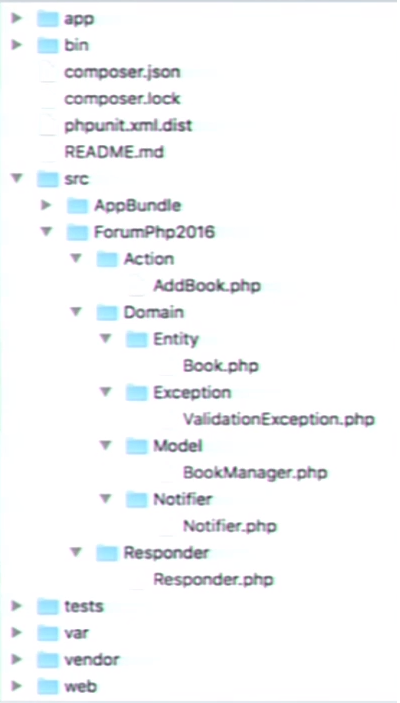 app
bin
composer.json
composer.lock
phpunit.xml.dist
README.md
src
AppBundle
ForumPhp2016
Action
AddBook.php
Domain
Entity
Book.php
Exception
ValidationException.php
Model
BookManager.php
Notifier
Notifier.php
Responder
Responder.php
tests
var
vendor
web